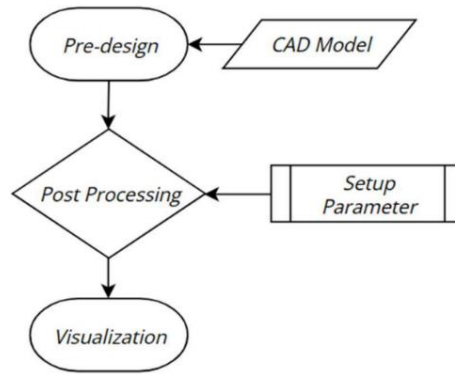 Pre-design
CAD Model
Post Processing
Setup
Parameter
Visualization